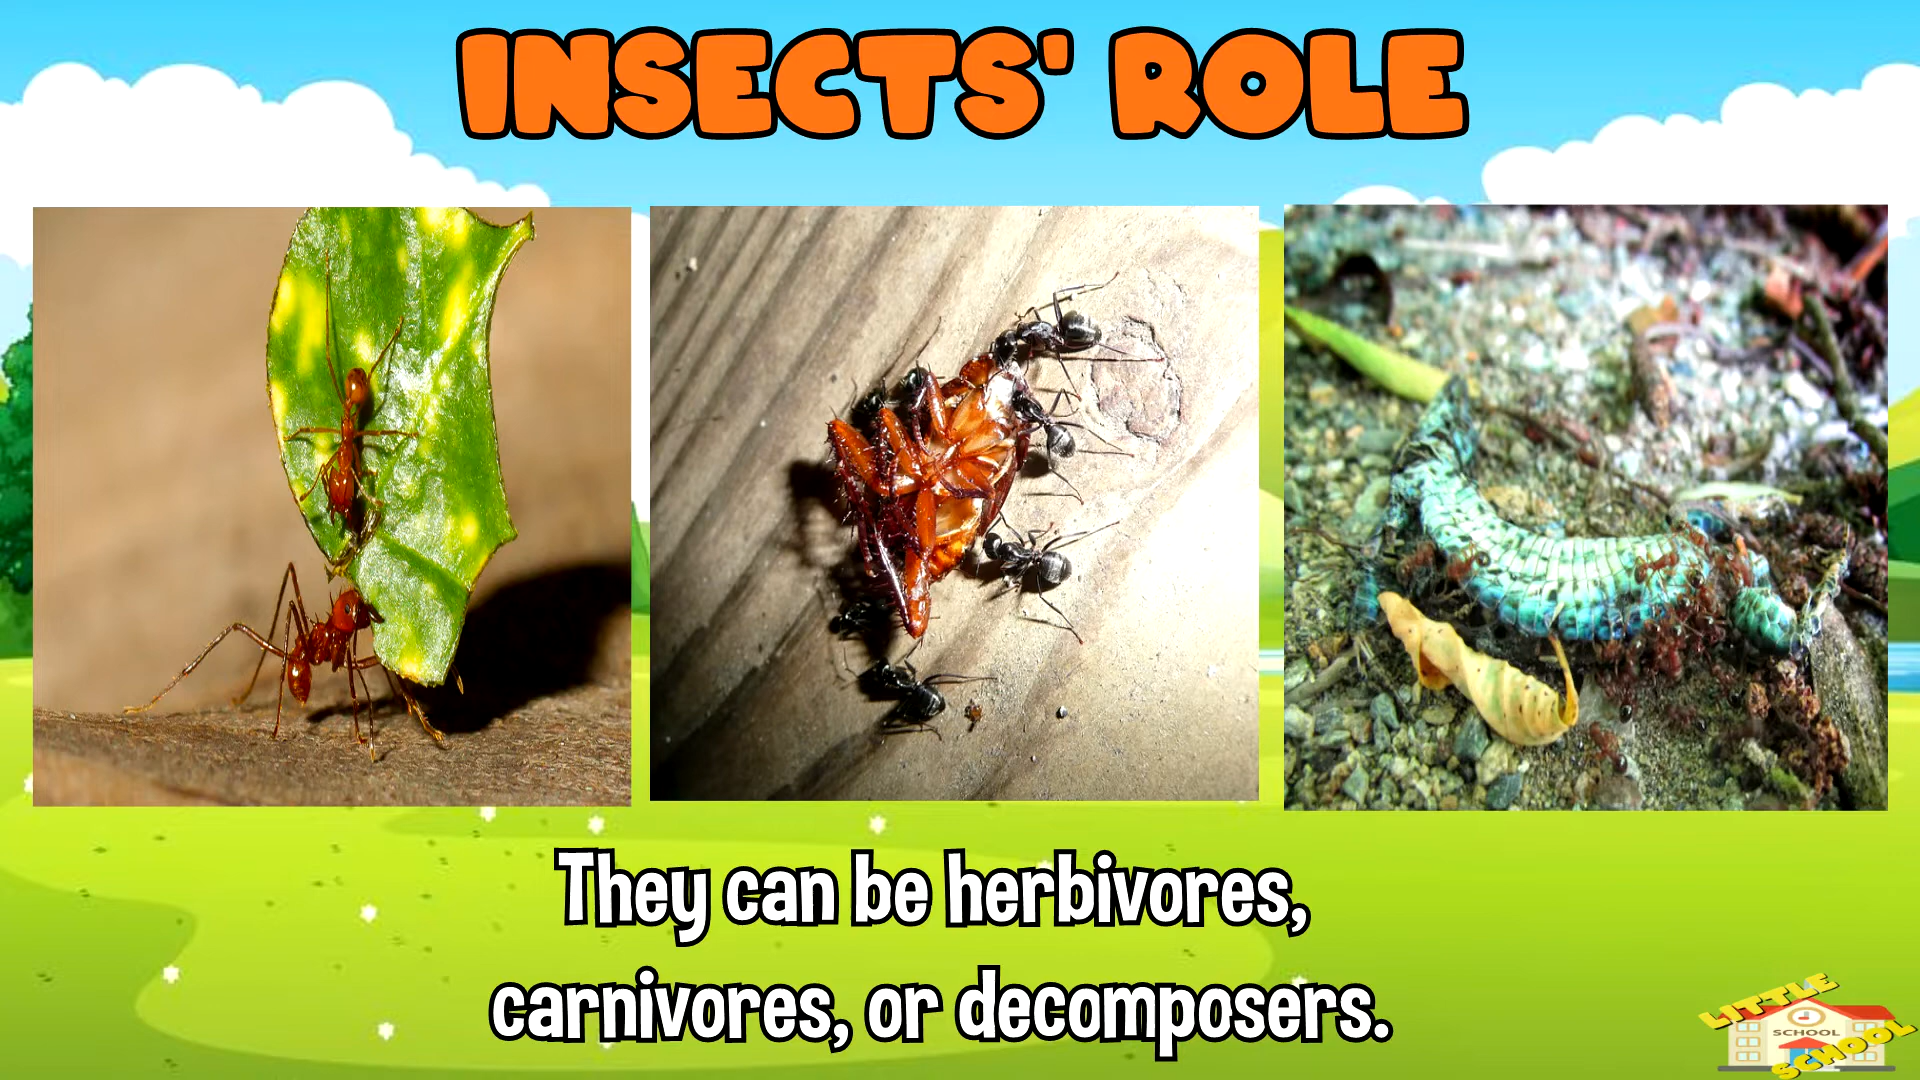 INSECTS' ROLE
They can be herbivores,
carnivores, or decomposers.
LITTLE
SCHOOL
SCHOOL